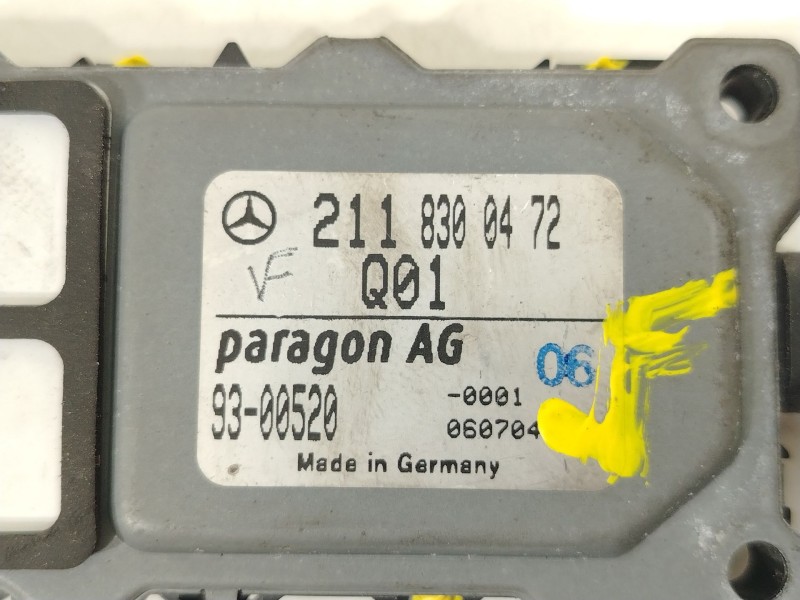 211 830 04 72
VF
Q01
paragon AG
06
93-00520 -0001
060704
Made in Germany